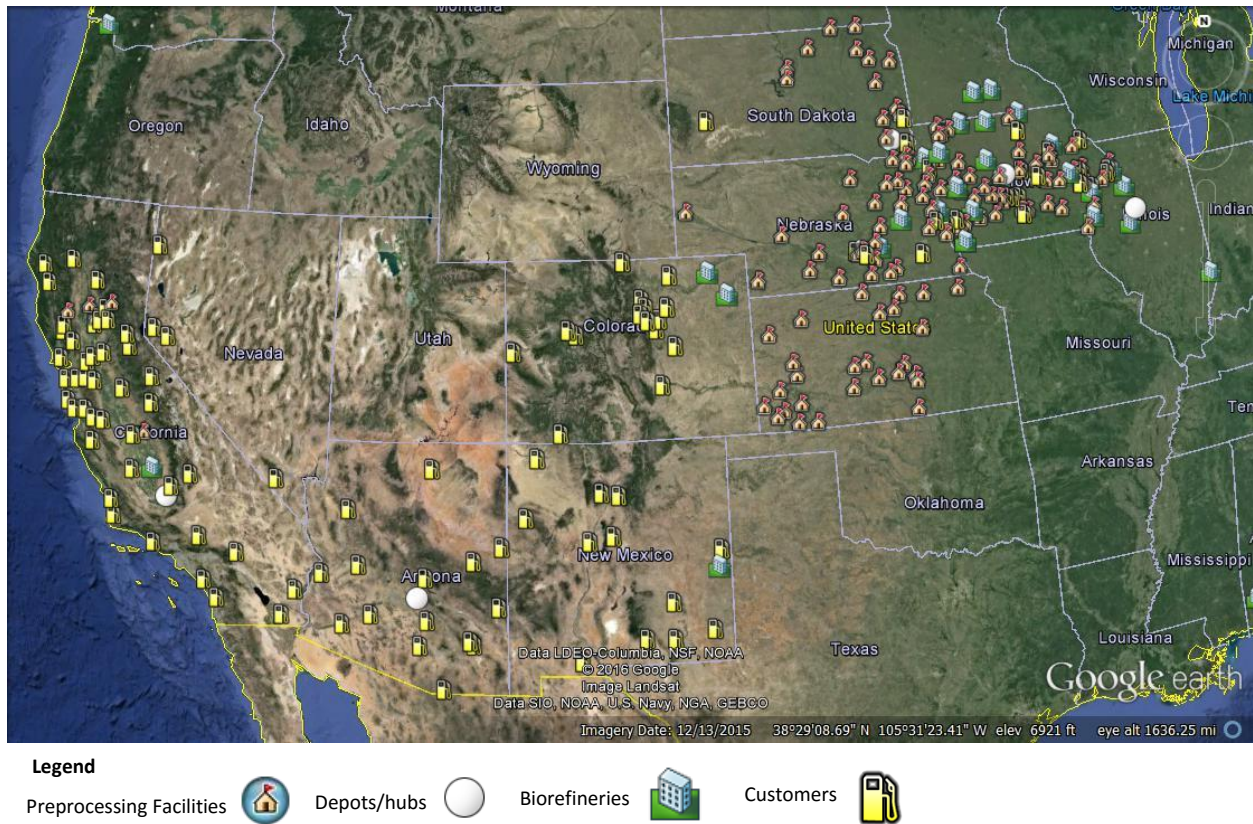 Montana
Green Bay
N
Michigan
Wisconsin
Lake Michi
Oregon
Idaho
South Dakota
Wyoming
Nebraska
Indian
Nevada
Utah
United State
Missouri
Ten
California
Arkansas
Oklahoma
New Mexico
Mississippi
Arizona
Louisiana
Texas
Data LDEO-Columbia, NSF, NOAA
© 2016 Google
Image Landsat
Data SIO, NOAA, U.S. Navy, NGA, GEBCO
Google earth
Imagery Date: 12/13/2015 38°29'08.69" N 105°31'23.41" W elev 6921 ft eye alt 1636.25 mi
Legend
Preprocessing Facilities Depots/hubs Biorefineries Customers